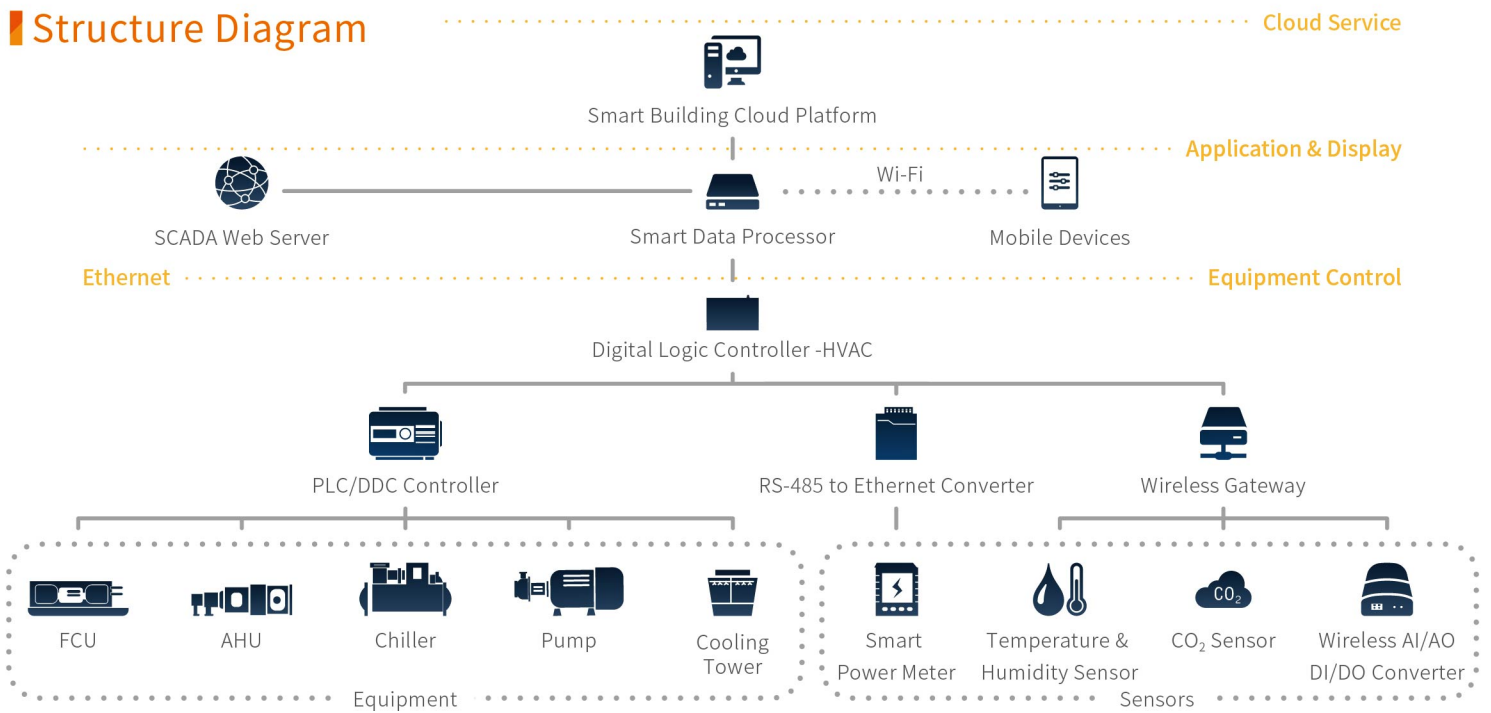 Structure Diagram
Cloud Service
Smart Building Cloud Platform
Application & Display
Wi-Fi
SCADA Web Server
Smart Data Processor
Mobile Devices
Ethernet
Equipment Control
Digital Logic Controller -HVAC
PLC/DDC Controller
RS-485 to Ethernet Converter
Wireless Gateway
CO₂
FCU
AHU
Chiller
Pump
Cooling
Tower
Smart
Power Meter
Temperature &
Humidity Sensor
CO₂ Sensor
Wireless AI/AO
DI/DO Converter
Equipment
Sensors